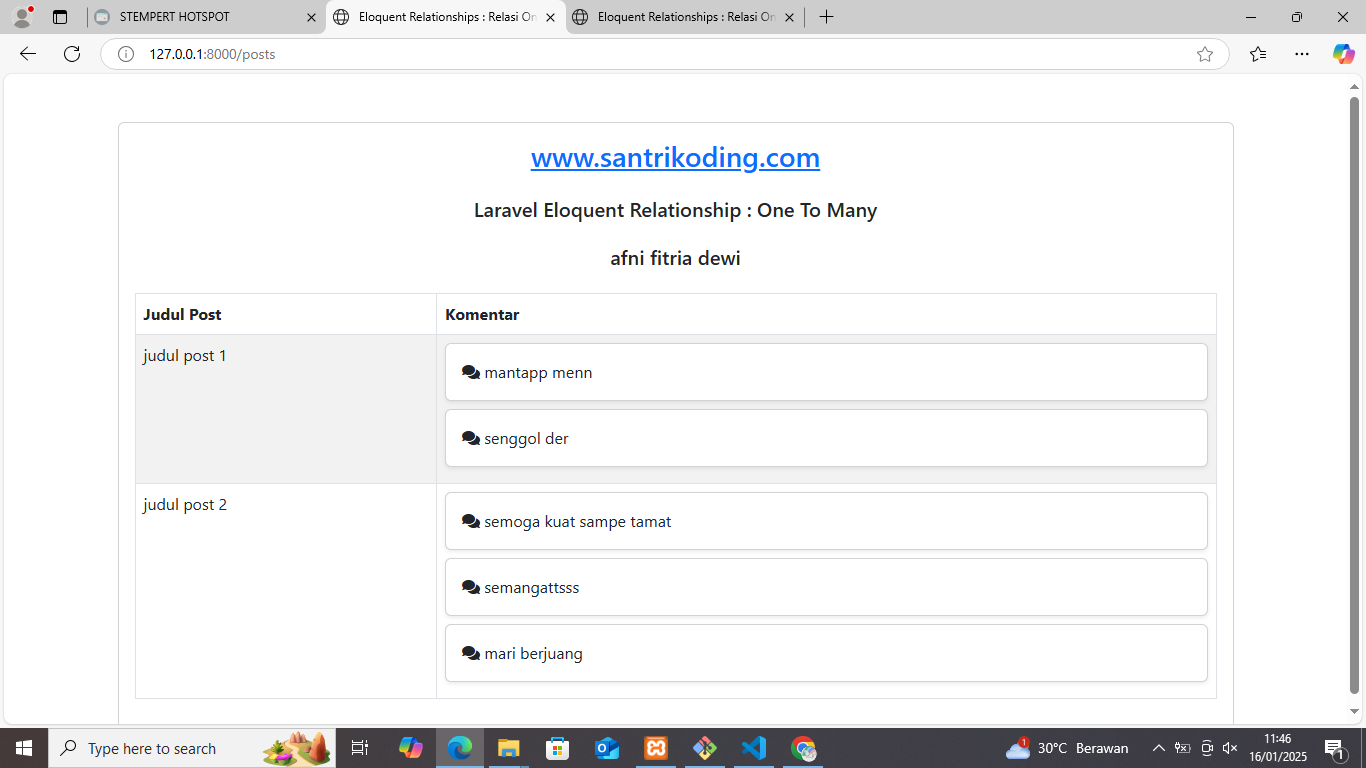 STEMPERT HOTSPOT
Eloquent Relationships : Relasi On
Eloquent Relationships : Relasi On
127.0.0.1:8000/posts
www.santrikoding.com
Laravel Eloquent Relationship : One To Many
afni fitria dewi
Judul Post
Komentar
judul post 1
mantapp menn
senggol der
judul post 2
semoga kuat sampe tamat
semangattsss
mari berjuang
Type here to search
1
30°C Berawan
11:46
16/01/2025
1